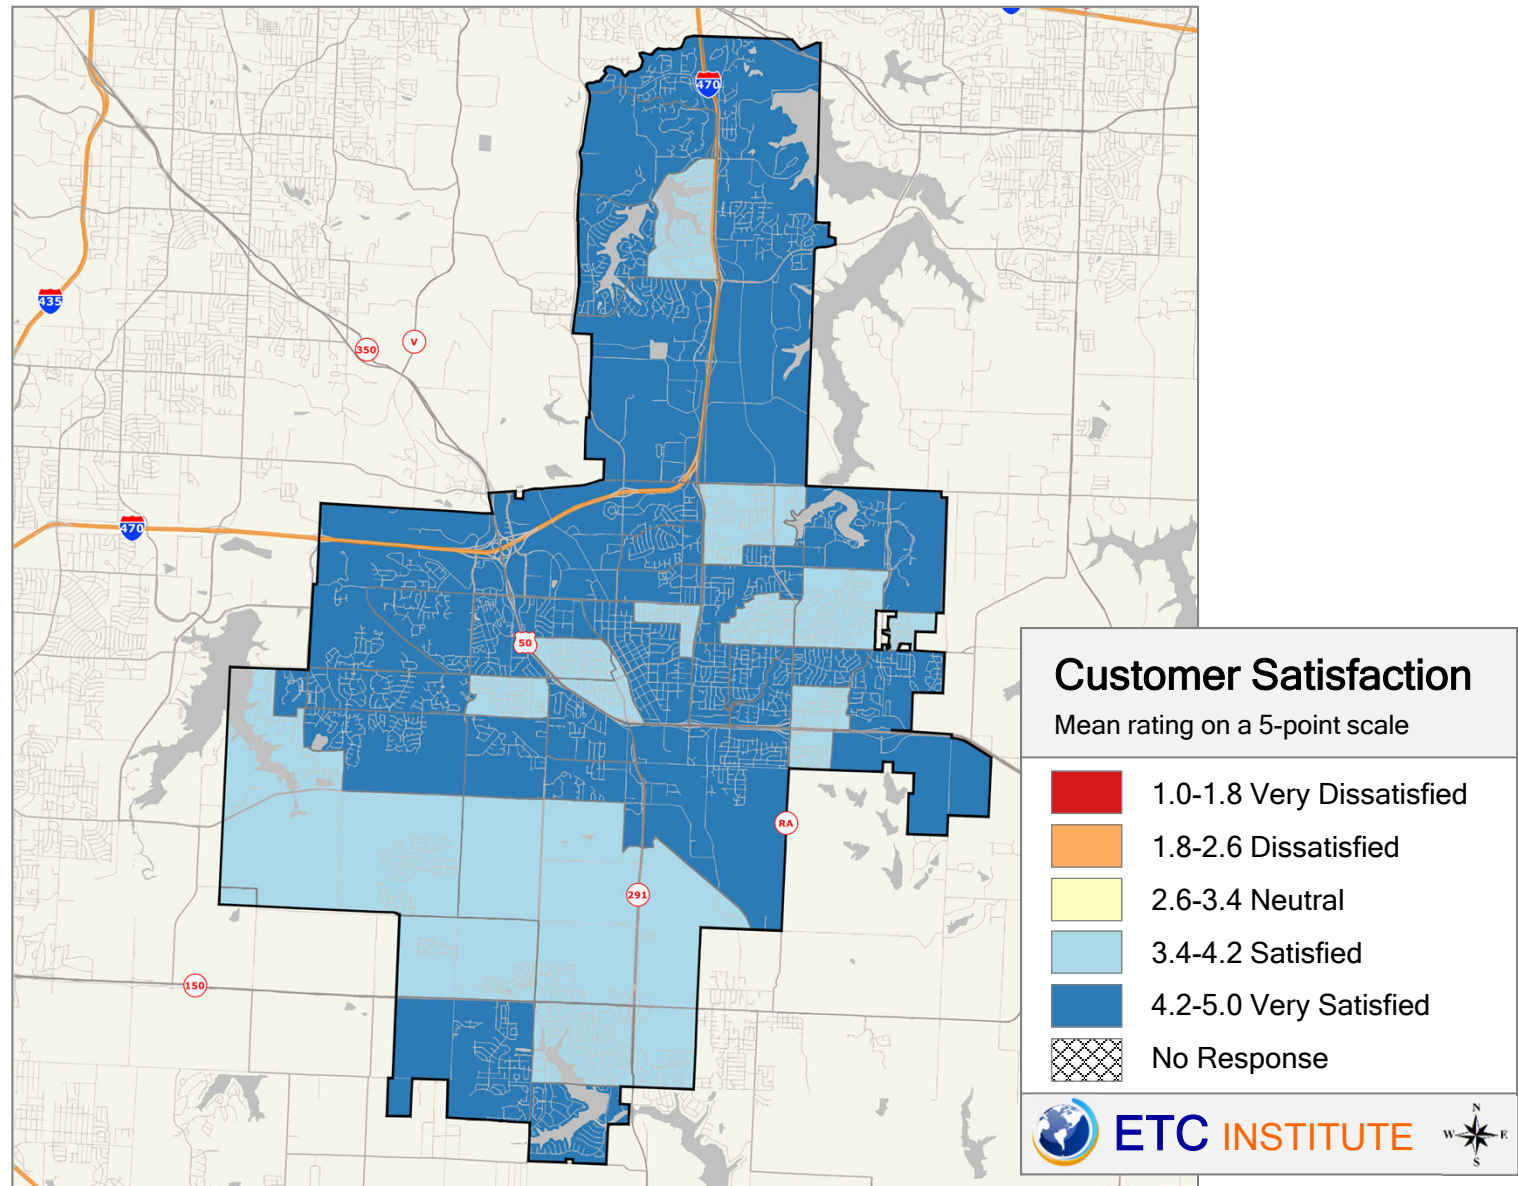 470
435
350
V
470
50
RA
291
150
Customer Satisfaction
Mean rating on a 5-point scale
1.0-1.8 Very Dissatisfied
1.8-2.6 Dissatisfied
2.6-3.4 Neutral
3.4-4.2 Satisfied
4.2-5.0 Very Satisfied
No Response
ETC INSTITUTE
N
W E
S